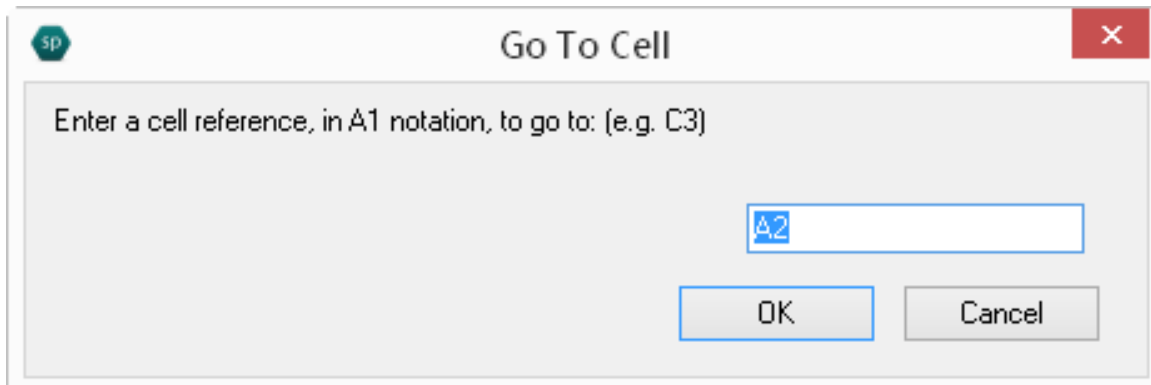 sp
Go To Cell
Enter a cell reference, in A1 notation, to go to: (e.g. C3)
A2
OK
Cancel